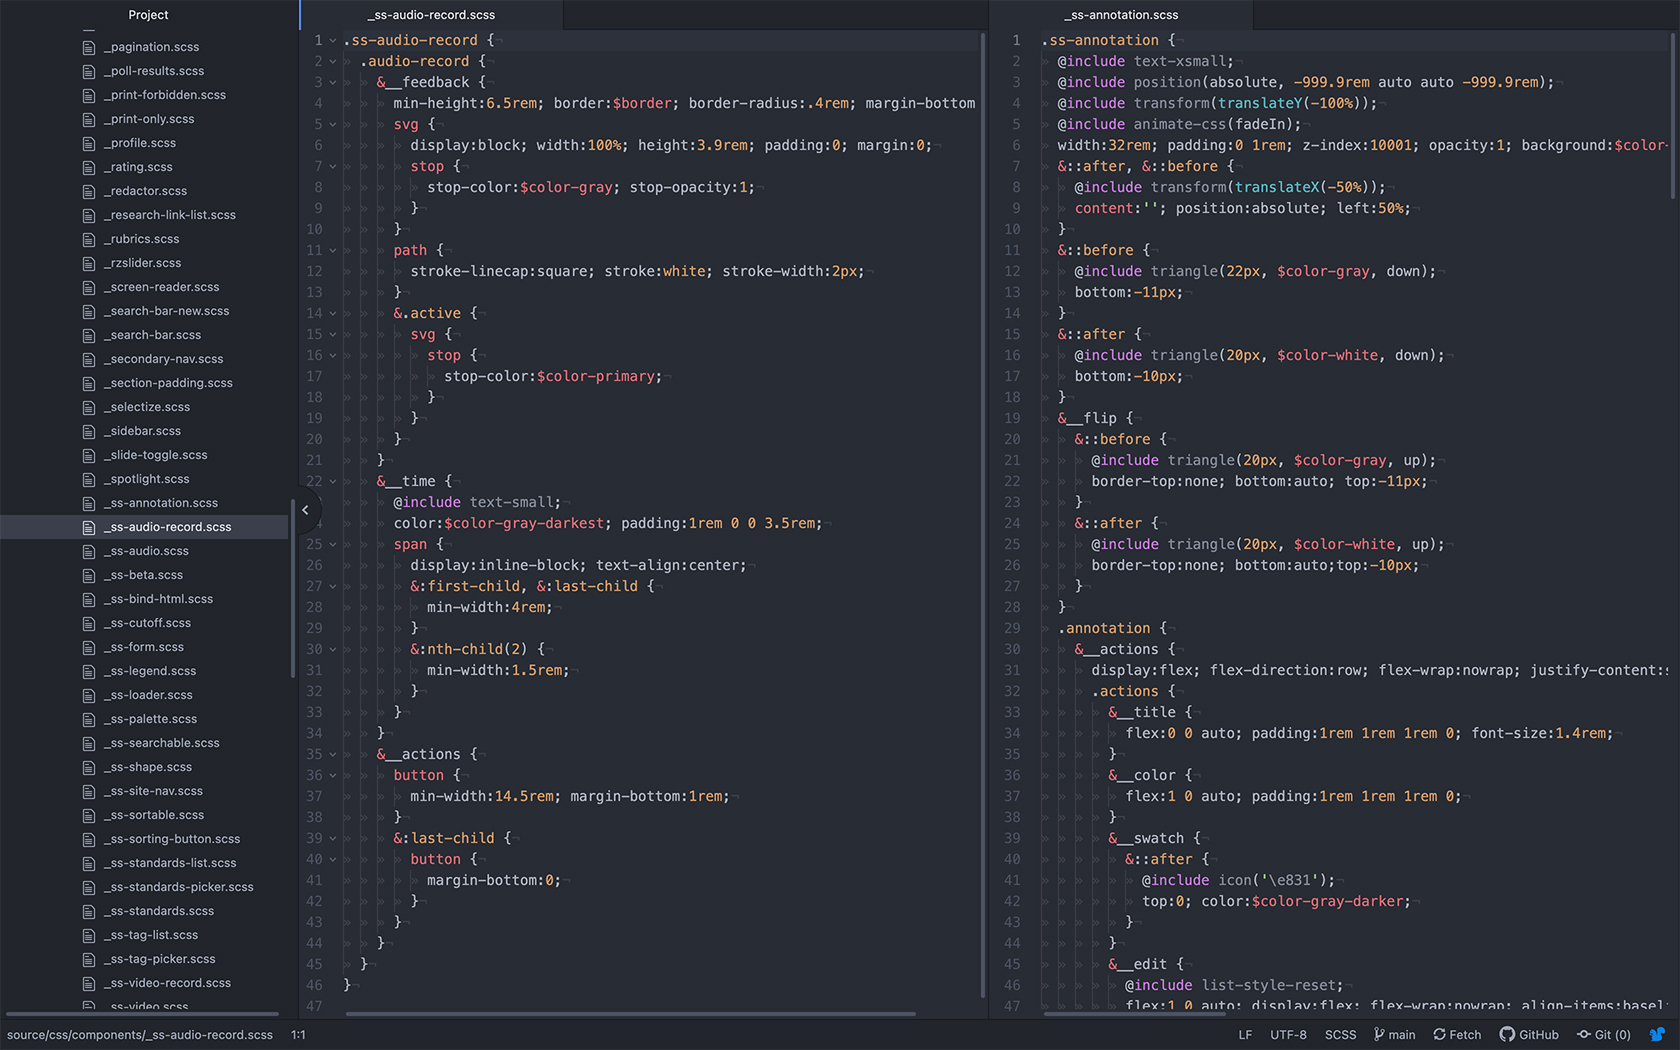 Project
_pagination.scss
_poll-results.scss
_print-forbidden.scss
_print-only.scss
_profile.scss
_rating.scss
_redactor.scss
_research-link-list.scss
_rubrics.scss
_rzslider.scss
_screen-reader.scss
_search-bar-new.scss
_search-bar.scss
_secondary-nav.scss
_section-padding.scss
_selectize.scss
_sidebar.scss
_slide-toggle.scss
_spotlight.scss
_ss-annotation.scss
_ss-audio-record.scss
_ss-audio.scss
_ss-beta.scss
_ss-bind-html.scss
_ss-cutoff.scss
_ss-form.scss
_ss-legend.scss
_ss-loader.scss
_ss-palette.scss
_ss-searchable.scss
_ss-shape.scss
_ss-site-nav.scss
_ss-sortable.scss
_ss-sorting-button.scss
_ss-standards-list.scss
_ss-standards-picker.scss
_ss-standards.scss
_ss-tag-list.scss
_ss-tag-picker.scss
_ss-video-record.scss
_ss-video.scss
_ss-audio-record.scss
1 .ss-audio-record {
2 .audio-record {
3 &__feedback {
4 min-height:6.5rem; border:$border; border-radius:.4rem; margin-bottom
5 svg {
6 display:block; width:100%; height:3.9rem; padding:0; margin:0;
7 stop {
8 stop-color:$color-gray; stop-opacity:1;
9 }
10 }
11 path {
12 stroke-linecap:square; stroke:white; stroke-width:2px;
13 }
14 &.active {
15 svg {
16 stop {
17 stop-color:$color-primary;
18 }
19 }
20 }
21 }
22 &__time {
23 @include text-small;
4 color:$color-gray-darkest; padding:1rem 0 0 3.5rem;
25 span {
26 display:inline-block; text-align:center;
27 &:first-child, &:last-child {
28 min-width:4rem;
29 }
30 &:nth-child(2) {
31 min-width:1.5rem;
32 }
33 }
34 }
35 &__actions {
36 button {
37 min-width:14.5rem; margin-bottom:1rem;
38 }
39 &:last-child {
40 button {
41 margin-bottom:0;
42 }
43 }
44 }
45 }
46 }
47
_ss-annotation.scss
1 .ss-annotation {
2 @include text-xsmall;
3 @include position(absolute, -999.9rem auto auto -999.9rem);
4 @include transform(translateY(-100%));
5 @include animate-css(fadeIn);
6 width:32rem; padding:0 1rem; z-index:10001; opacity:1; background:$color-
7 &::after, &::before {
8 @include transform(translateX(-50%));
9 content:''; position:absolute; left:50%;
10 }
11 &::before {
12 @include triangle(22px, $color-gray, down);
13 bottom:-11px;
14 }
15 &::after {
16 @include triangle(20px, $color-white, down);
17 bottom:-10px;
18 }
19 &__flip {
20 &::before {
21 @include triangle(20px, $color-gray, up);
22 border-top:none; bottom:auto; top:-11px;
23 }
24 &::after {
25 @include triangle(20px, $color-white, up);
26 border-top:none; bottom:auto;top:-10px;
27 }
28 }
29 .annotation {
30 &__actions {
31 display:flex; flex-direction:row; flex-wrap:nowrap; justify-content:
32 .actions {
33 &__title {
34 flex:0 0 auto; padding:1rem 1rem 1rem 0; font-size:1.4rem;
35 }
36 &__color {
37 flex:1 0 auto; padding:1rem 1rem 1rem 0;
38 }
39 &__swatch {
40 &::after {
41 @include icon('\e831');
42 top:0; color:$color-gray-darker;
43 }
44 }
45 &__edit {
46 @include list-style-reset;
47 flex:1 0 auto; display:flex; flex-wrap:nowrap; align-items:basel
source/css/components/_ss-audio-record.scss 1:1
LF UTF-8 SCSS main Fetch GitHub Git (0)